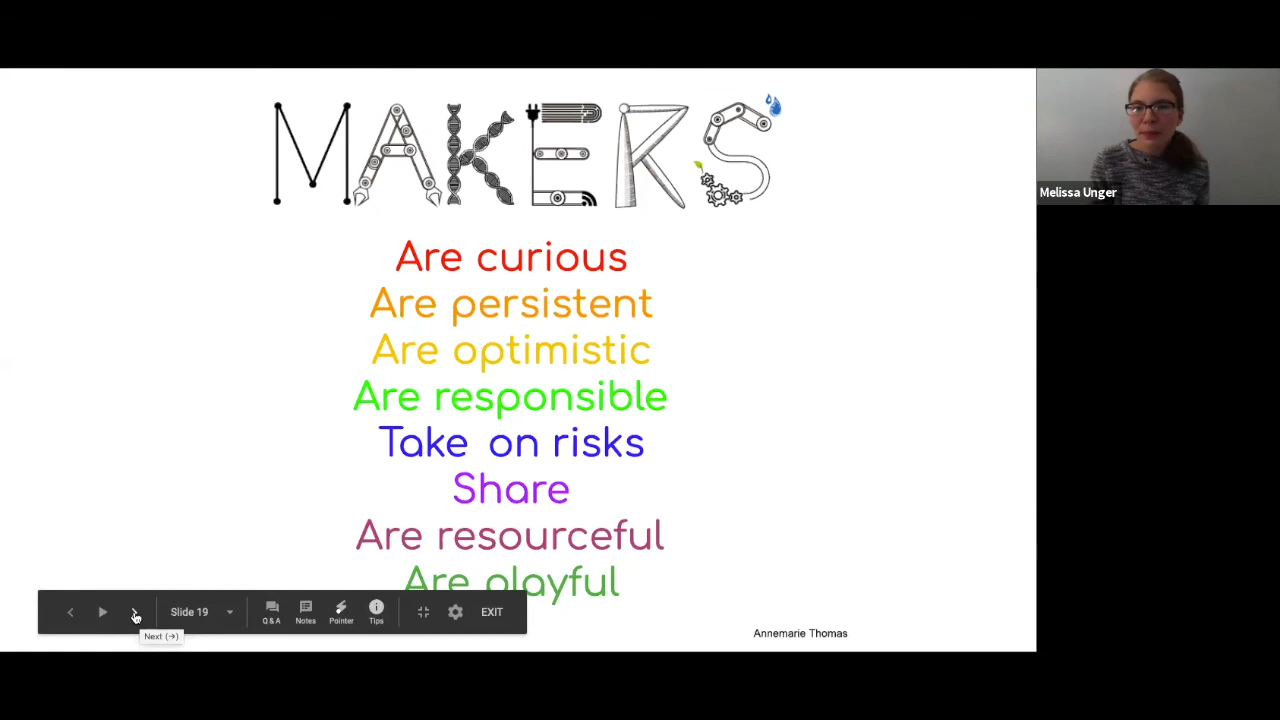 MAKERS
Melissa Unger
Are curious
Are persistent
Are optimistic
Are responsible
Take on risks
Share
Are resourceful
Are playful
Slide 19
Q & A
Notes
Pointer
Tips
EXIT
Next (→)
Annemarie Thomas